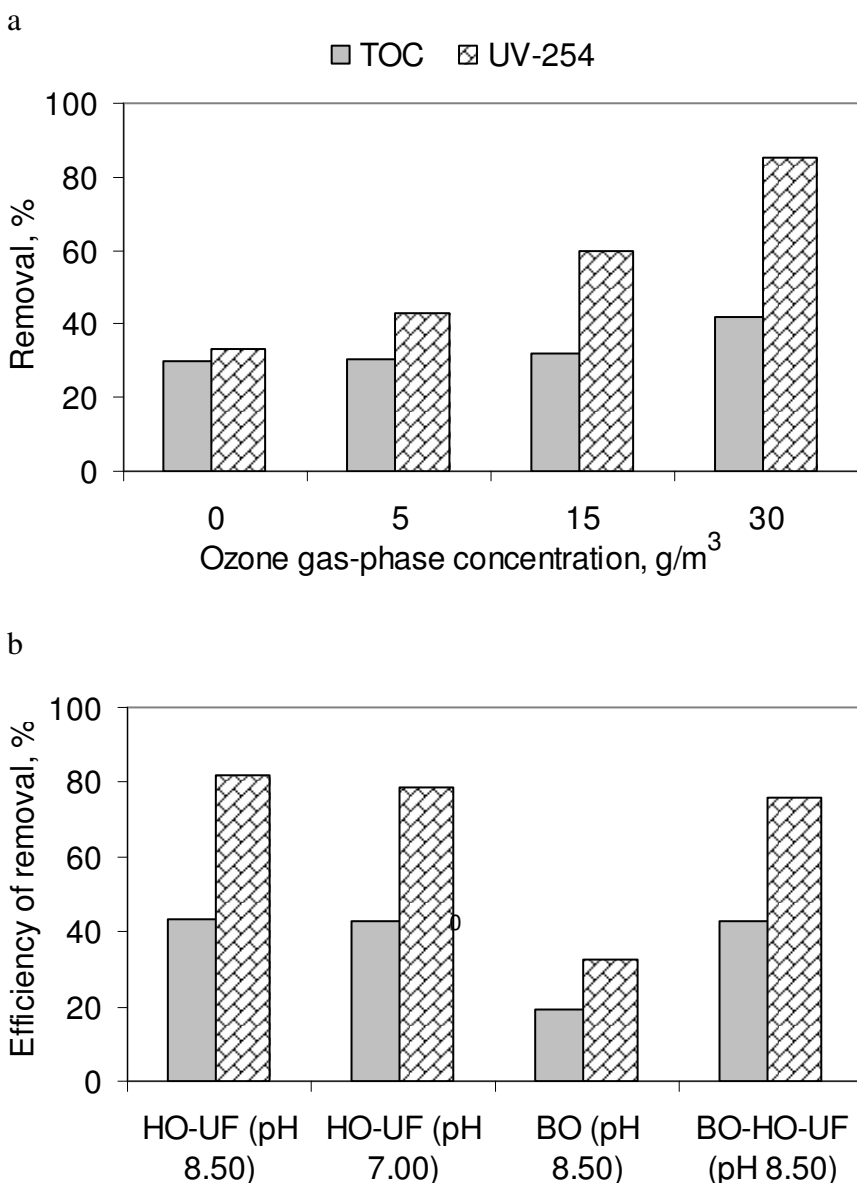 a
TOC UV-254
100
80
60
40
20
0
Removal, %
0 5 15 30
Ozone gas-phase concentration, g/m³
b
100
80
60
40
20
0
Efficiency of removal, %
0
HO-UF (pH HO-UF (pH BO (pH BO-HO-UF
8.50) 7.00) 8.50) (pH 8.50)